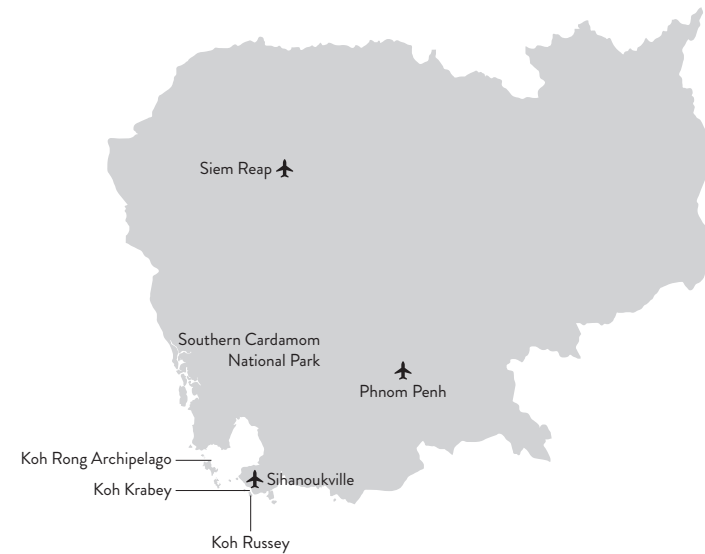 Siem Reap
Southern Cardamom
National Park
Phnom Penh
Koh Rong Archipelago
Sihanoukville
Koh Krabey
Koh Russey